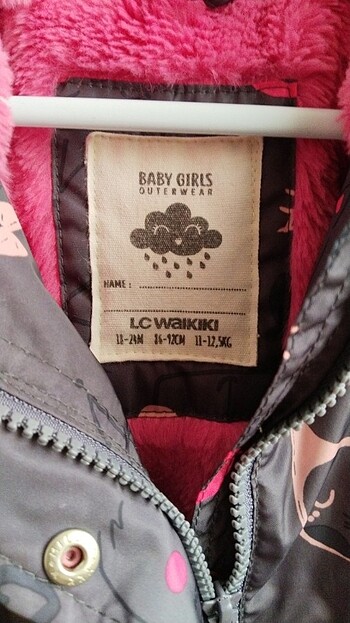 BABY GIRLS
OUTERWEAR
NAME :
LC WAIKIKI
18-24M 86-92CM 11-12,5KG